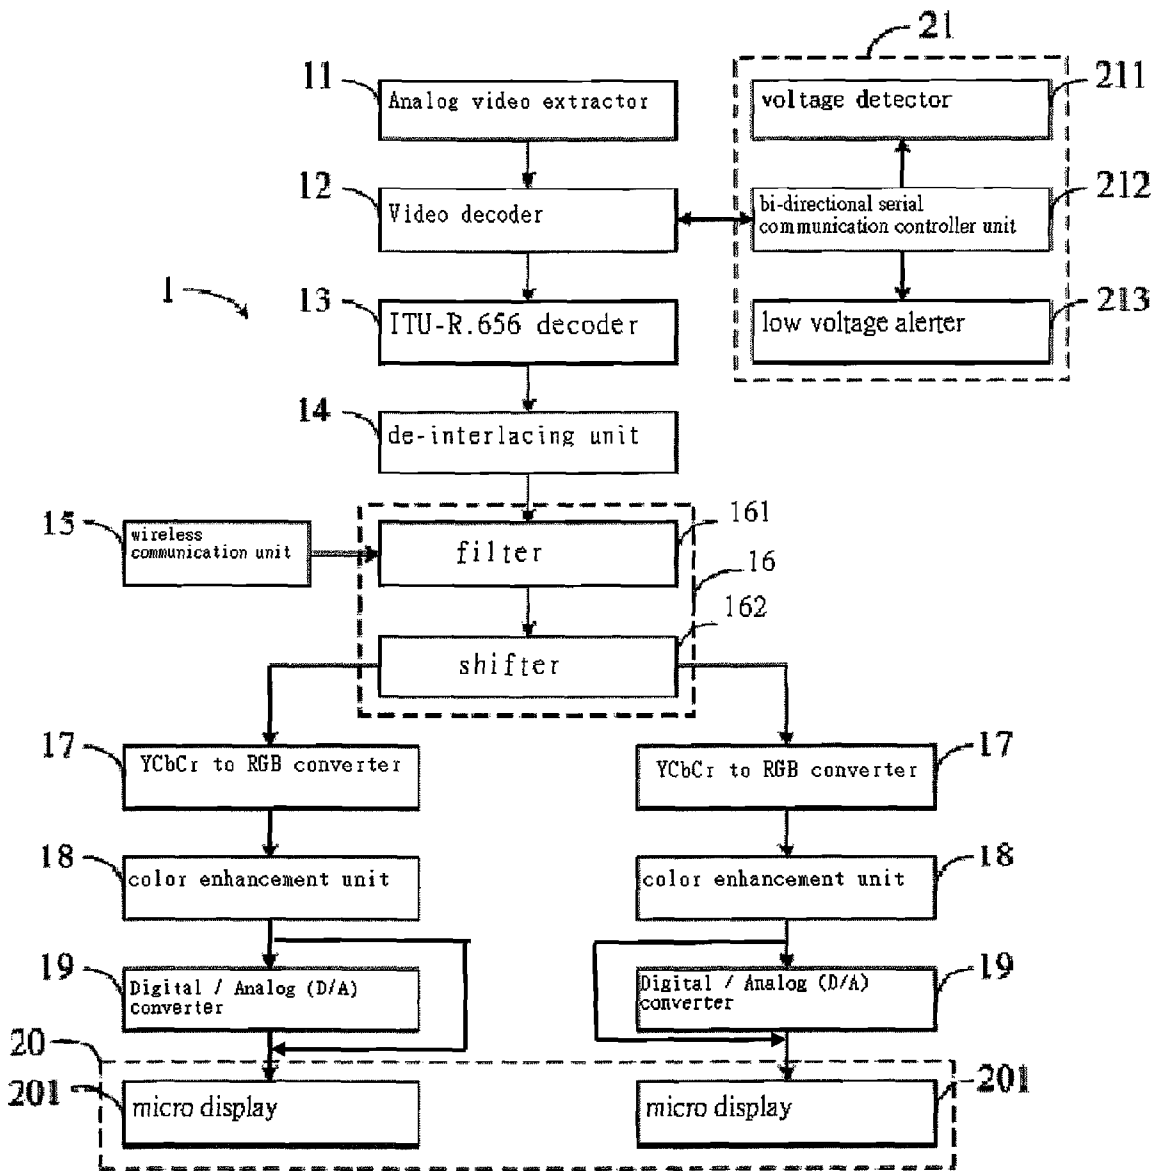 21
11
Analog video extractor
voltage detector
211
12
Video decoder
bi-directional serial
communication controller unit
212
1
13
ITU-R.656 decoder
low voltage alerter
213
14
de-interlacing unit
15
wireless
communication unit
filter
161
16
shifter
162
17
YCbCr to RGB converter
YCbCr to RGB converter
17
18
color enhancement unit
color enhancement unit
18
19
Digital / Analog (D/A)
converter
Digital / Analog (D/A)
converter
19
20
201
micro display
micro display
201